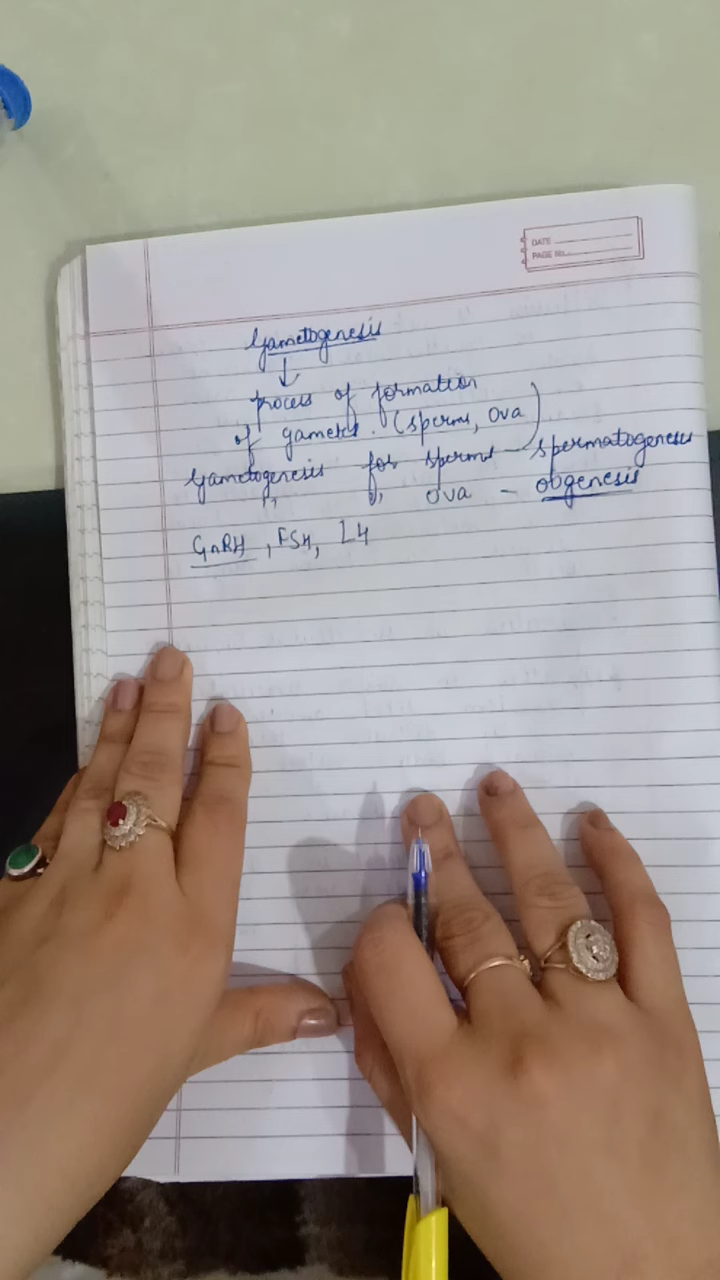 DATE
PAGE No.
Gametogenesis
↓
process of formation
of gametes. (sperms, ova)
Gametogenesis for sperms - spermatogenesis
" " ova - oogenesis
GnRH, FSH, LH